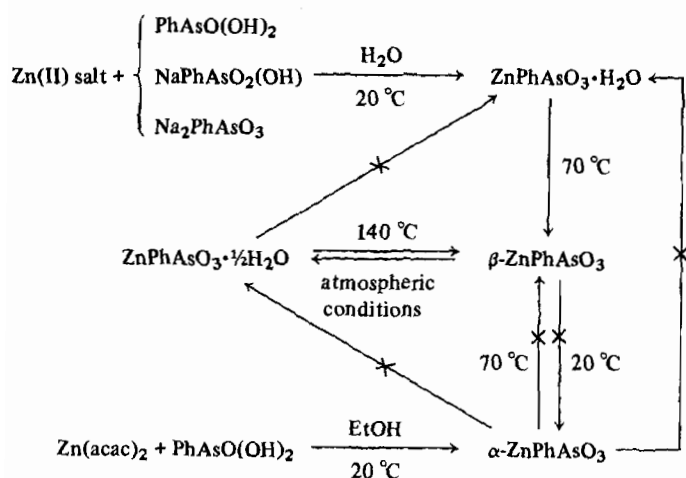 PhAsO(OH)₂
Zn(II) salt + { NaPhAsO₂(OH)
Na₂PhAsO₃
H₂O
20 °C
ZnPhAsO₃·H₂O
70 °C
ZnPhAsO₃·½H₂O
140 °C
atmospheric
conditions
β-ZnPhAsO₃
70 °C
20 °C
Zn(acac)₂ + PhAsO(OH)₂
EtOH
20 °C
α-ZnPhAsO₃